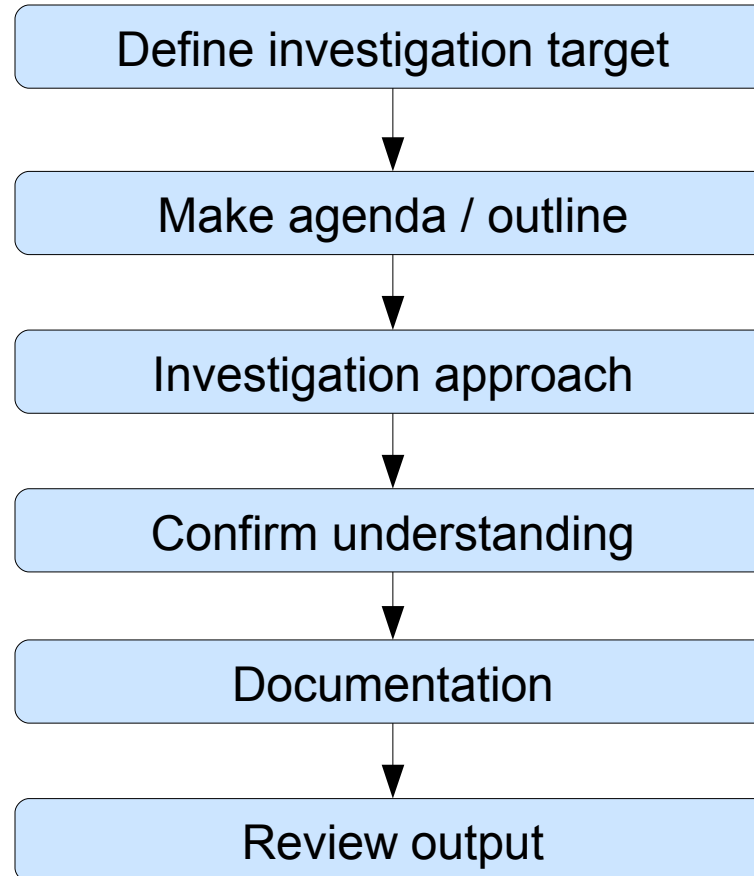 Define investigation target
Make agenda / outline
Investigation approach
Confirm understanding
Documentation
Review output